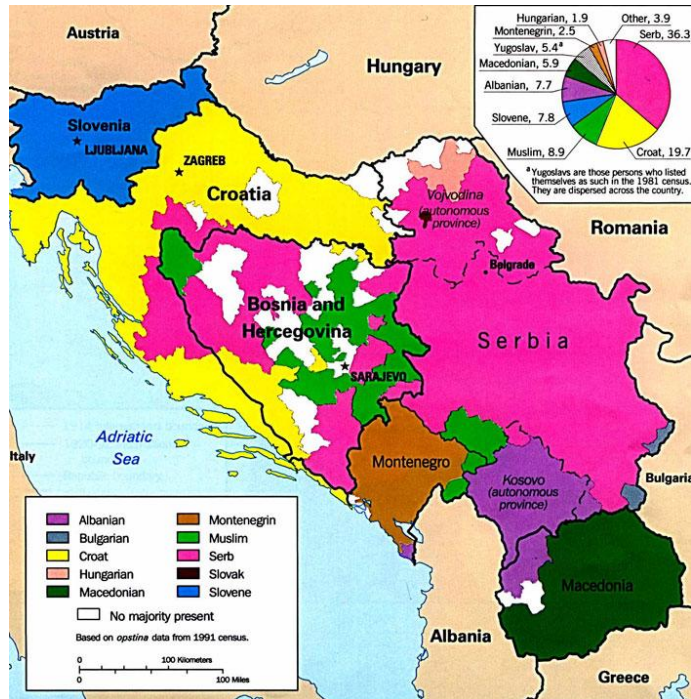 Austria
Hungary
Hungarian, 1.9
Other, 3.9
Montenegrin, 2.5
Serb, 36.3
Yugoslav, 5.4ª
Macedonian, 5.9
Albanian, 7.7
Slovene, 7.8
Muslim, 8.9
Croat, 19.7
ª Yugoslavs are those persons who listed
themselves as such in the 1981 census.
They are dispersed across the country.
Slovenia
LJUBLJANA
ZAGREB
Croatia
Vojvodina
(autonomous
province)
Romania
Belgrade
Bosnia and
Hercegovina
Serbia
SARAJEVO
Adriatic
Sea
Italy
Montenegro
Kosovo
(autonomous
province)
Bulgaria
Macedonia
Albania
Greece
Albanian
Bulgarian
Croat
Hungarian
Macedonian
Montenegrin
Muslim
Serb
Slovak
Slovene
No majority present
Based on opstina data from 1991 census.
0 100 Kilometers
0 100 Miles